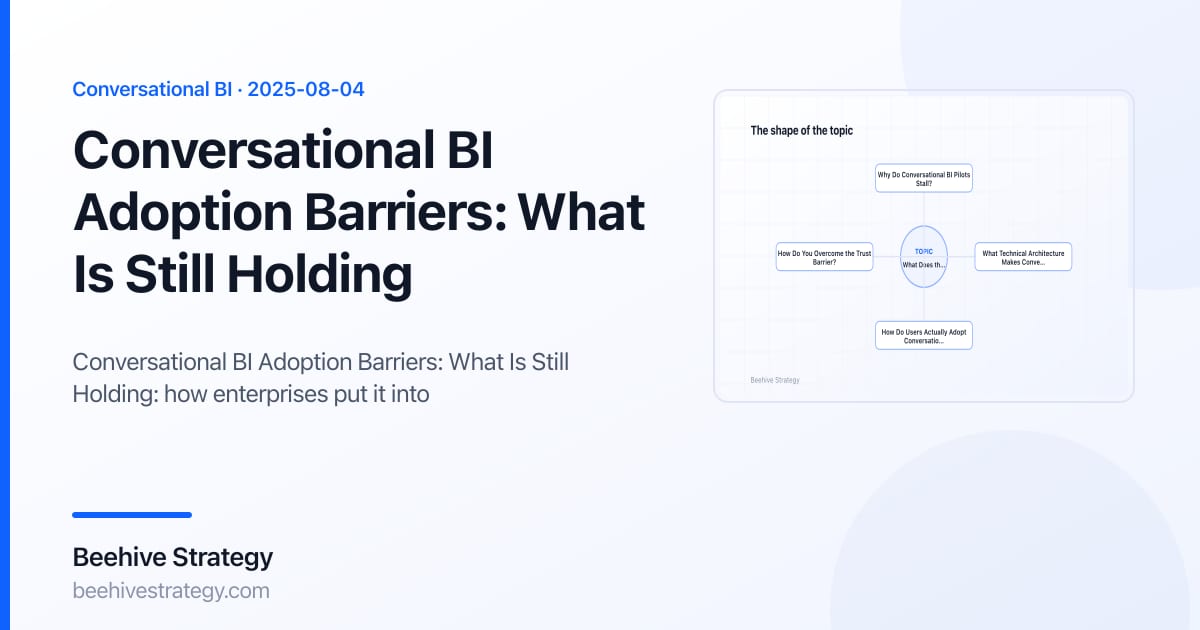 Conversational BI · 2025-08-04
Conversational BI
Adoption Barriers: What
Is Still Holding
Conversational BI Adoption Barriers: What Is Still
Holding: how enterprises put it into
Beehive Strategy
beehivestrategy.com
The shape of the topic
Why Do Conversational BI Pilots
Stall?
How Do You Overcome the Trust
Barrier?
TOPIC
What Does th...
What Technical Architecture
Makes Conve...
How Do Users Actually Adopt
Conversatio...
Beehive Strategy